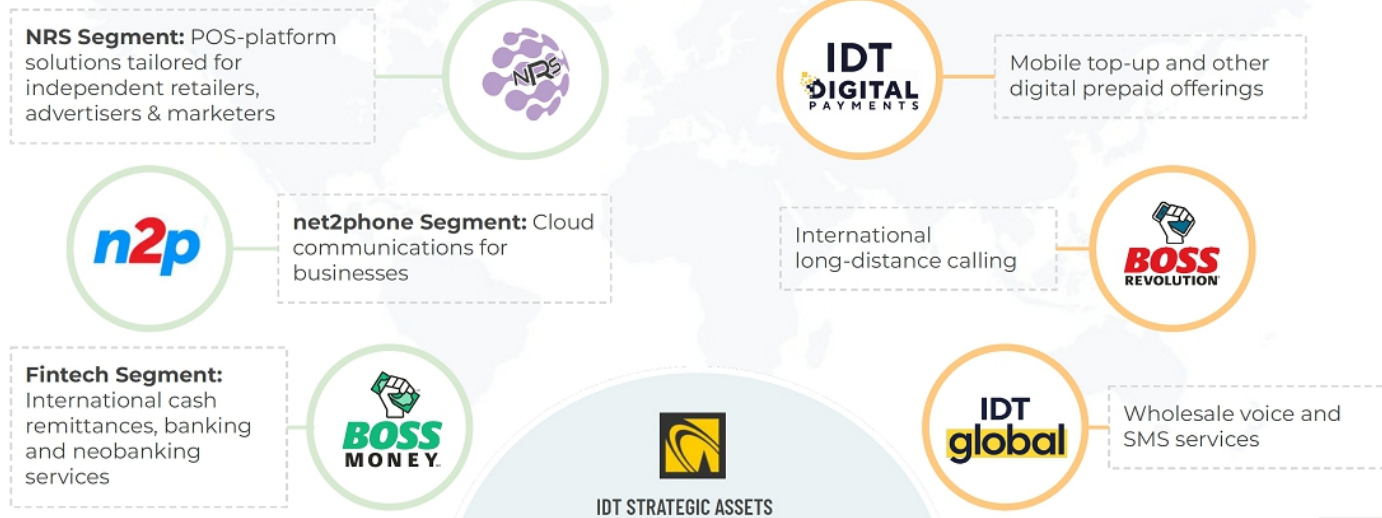 NRS Segment: POS-platform
solutions tailored for
independent retailers,
advertisers & marketers
NRS
IDT
DIGITAL
PAYMENTS
Mobile top-up and other
digital prepaid offerings
n2p
net2phone Segment: Cloud
communications for
businesses
International
long-distance calling
BOSS
REVOLUTION
Fintech Segment:
International cash
remittances, banking
and neobanking
services
BOSS
MONEY
IDT
global
Wholesale voice and
SMS services
IDT STRATEGIC ASSETS